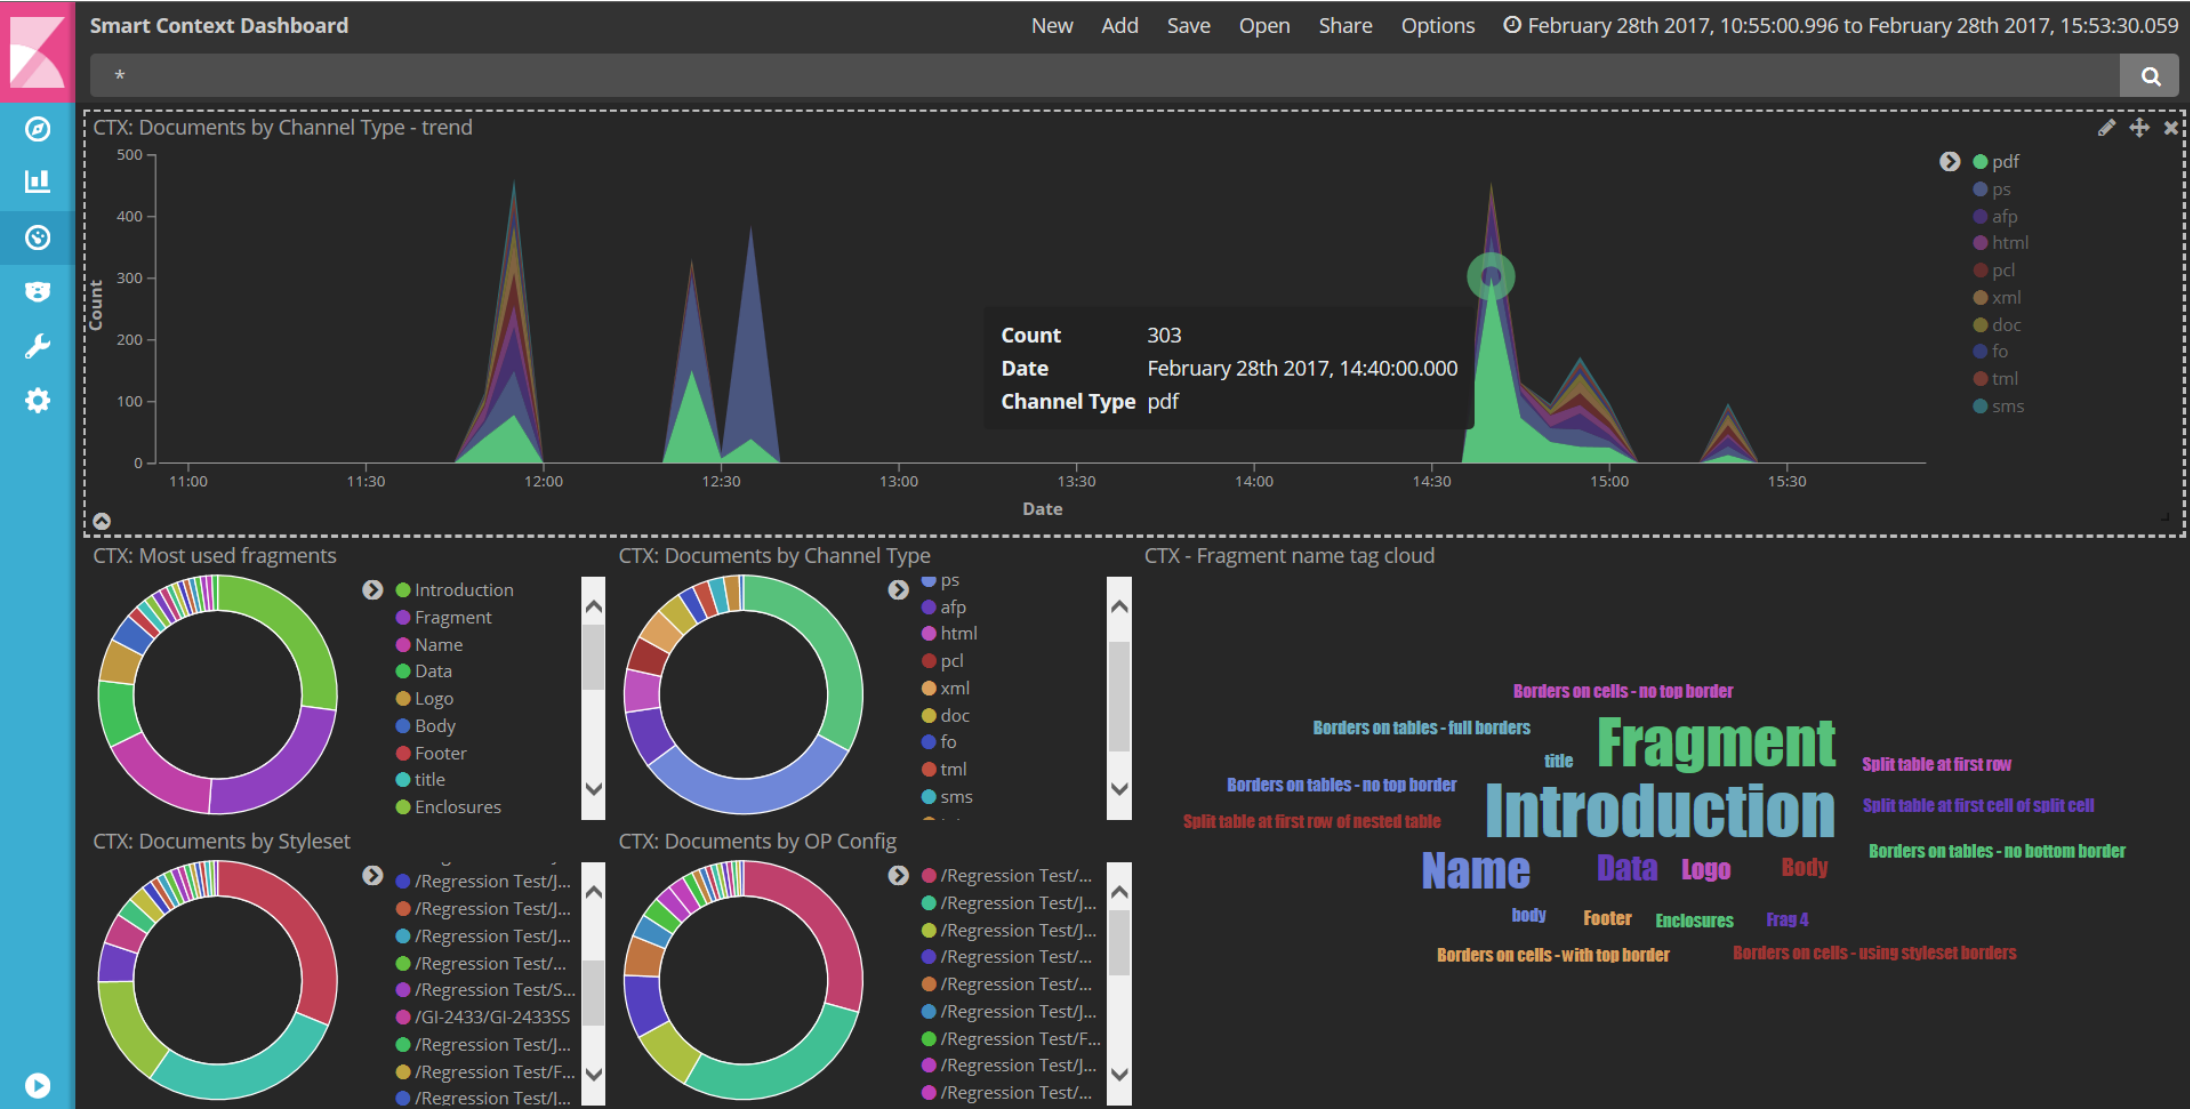 Smart Context Dashboard
New Add Save Open Share Options February 28th 2017, 10:55:00.996 to February 28th 2017, 15:53:30.059
*
CTX: Documents by Channel Type - trend
500
400
300
200
100
0
Count
11:00 11:30 12:00 12:30 13:00 13:30 14:00 14:30 15:00 15:30
Date
Count 303
Date February 28th 2017, 14:40:00.000
Channel Type pdf
pdf
ps
afp
html
pcl
xml
doc
fo
tml
sms
CTX: Most used fragments
Introduction
Fragment
Name
Data
Logo
Body
Footer
title
Enclosures
CTX: Documents by Channel Type
ps
afp
html
pcl
xml
doc
fo
tml
sms
CTX - Fragment name tag cloud
Borders on cells - no top border
Borders on tables - full borders
Fragment
title
Split table at first row
Borders on tables - no top border
Introduction
Split table at first cell of split cell
Split table at first row of nested table
Borders on tables - no bottom border
Name
Data
Logo
Body
body
Footer
Enclosures
Frag 4
Borders on cells - with top border
Borders on cells - using styleset borders
CTX: Documents by Styleset
/Regression Test/J...
/Regression Test/J...
/Regression Test/J...
/Regression Test/...
/Regression Test/S...
/GI-2433/GI-2433SS
/Regression Test/J...
/Regression Test/F...
/Regression Test/J...
CTX: Documents by OP Config
/Regression Test/...
/Regression Test/J...
/Regression Test/J...
/Regression Test/J...
/Regression Test/...
/Regression Test/J...
/Regression Test/F...
/Regression Test/J...
/Regression Test/...